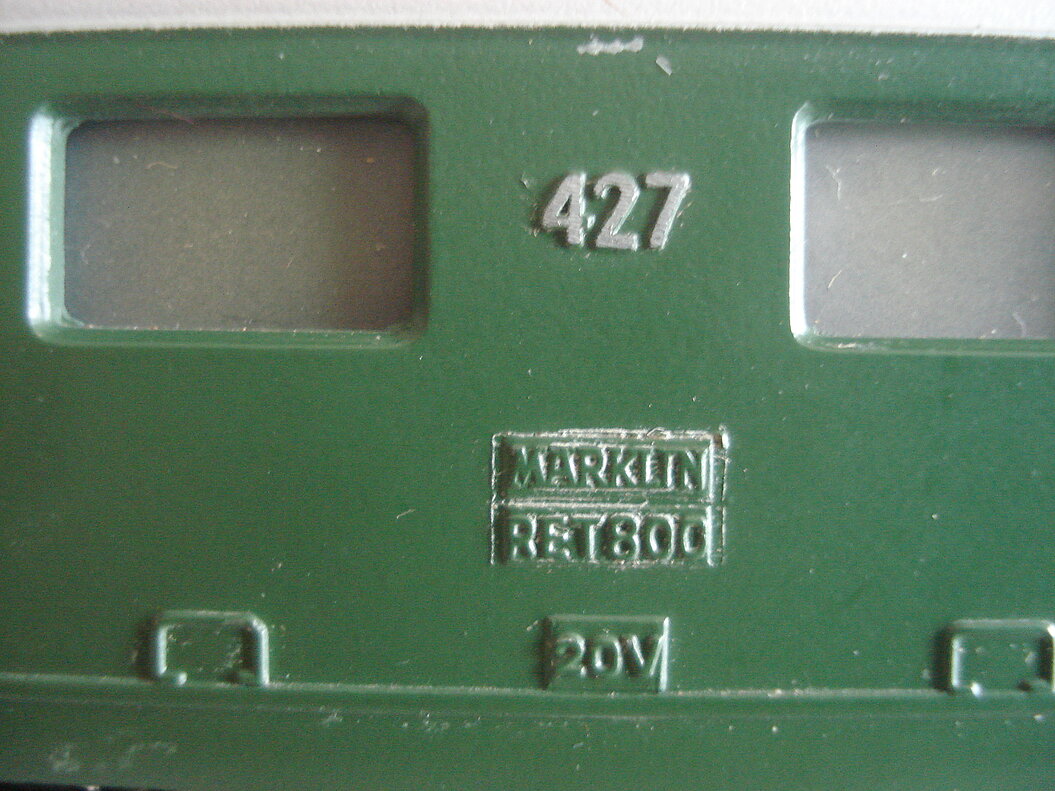 427
MÄRKLIN
RET800
20V